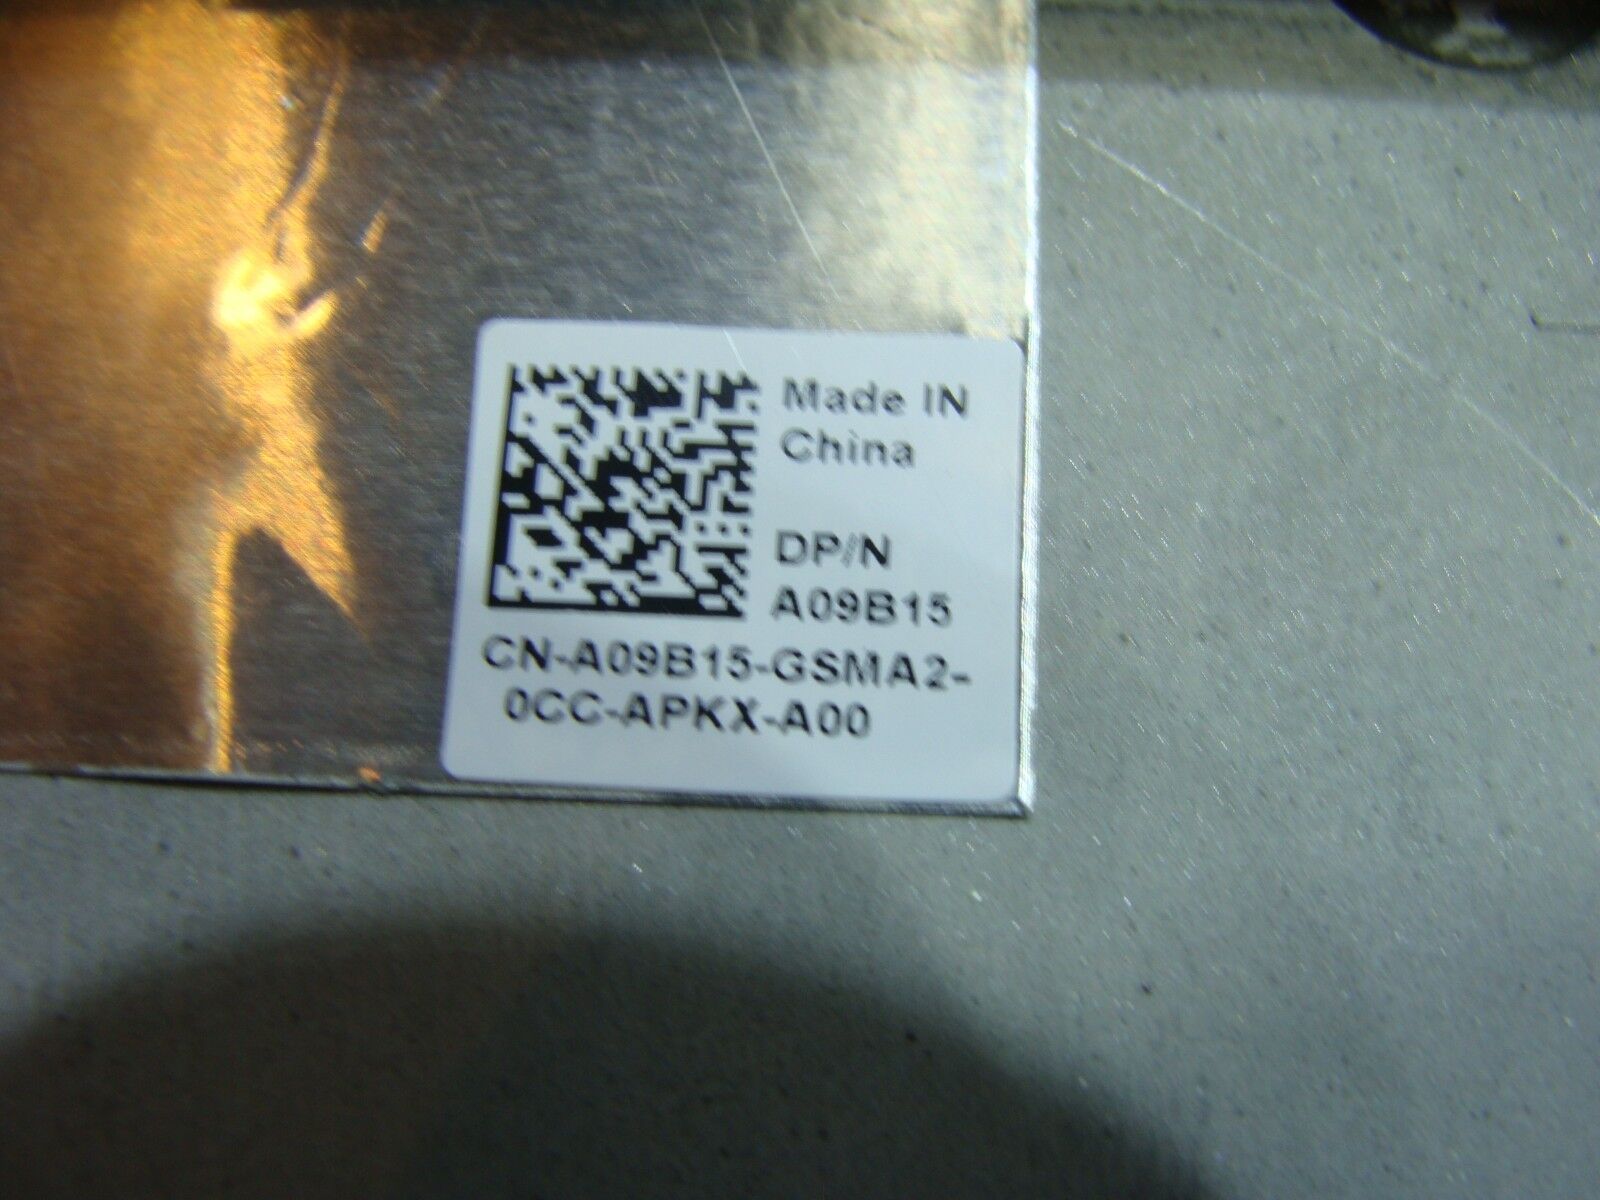 Made IN
China
DP/N
A09B15
CN-A09B15-GSMA2-
0CC-APKX-A00